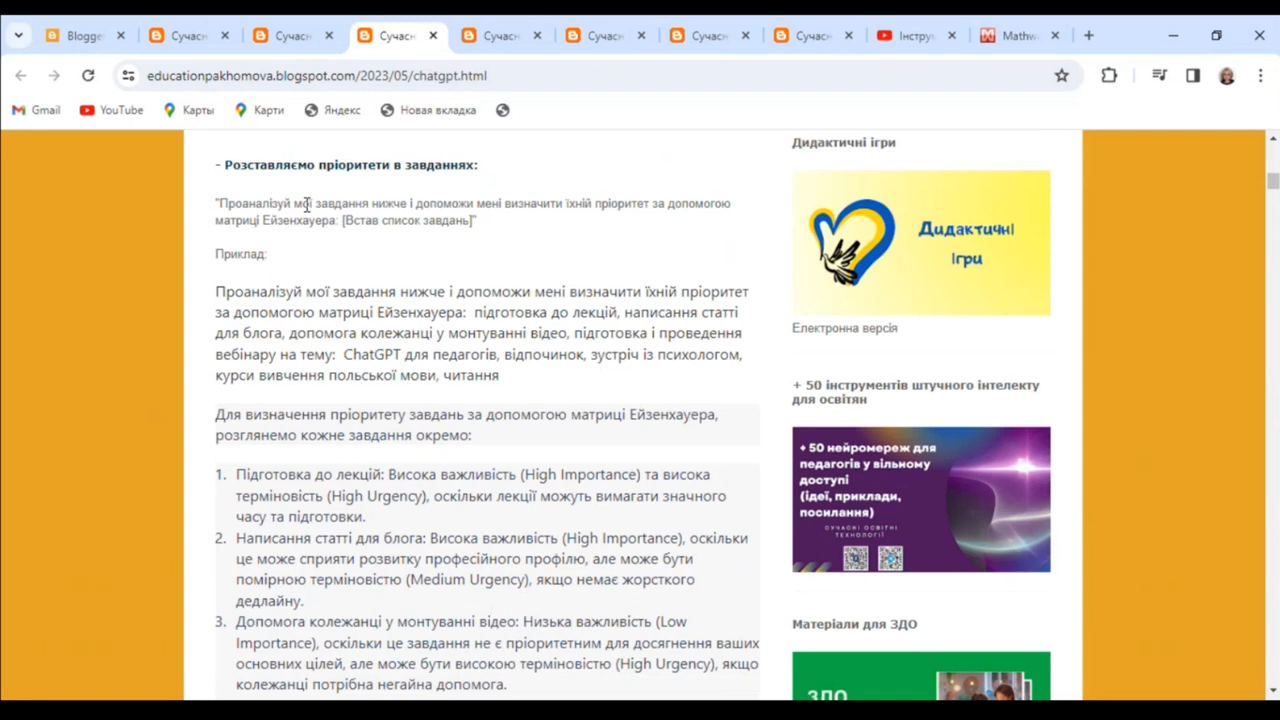 Blogge
Сучасн
Сучасн
Сучасн
Сучасн
Сучасн
Сучасн
Сучасн
Інстру
Mathw
educationpakhomova.blogspot.com/2023/05/chatgpt.html
Gmail
YouTube
Карты
Карти
Яндекс
Новая вкладка
- Розставляємо пріоритети в завданнях:
"Проаналізуй мої завдання нижче і допоможи мені визначити їхній пріоритет за допомогою
матриці Ейзенхауера: [Встав список завдань]"
Приклад:
Проаналізуй мої завдання нижче і допоможи мені визначити їхній пріоритет
за допомогою матриці Ейзенхауера: підготовка до лекцій, написання статті
для блога, допомога колежанці у монтуванні відео, підготовка і проведення
вебінару на тему: ChatGPT для педагогів, відпочинок, зустріч із психологом,
курси вивчення польської мови, читання
Для визначення пріоритету завдань за допомогою матриці Ейзенхауера,
розглянемо кожне завдання окремо:
1. Підготовка до лекцій: Висока важливість (High Importance) та висока
терміновість (High Urgency), оскільки лекції можуть вимагати значного
часу та підготовки.
2. Написання статті для блога: Висока важливість (High Importance), оскільки
це може сприяти розвитку професійного профілю, але може бути
помірною терміновістю (Medium Urgency), якщо немає жорсткого
дедлайну.
3. Допомога колежанці у монтуванні відео: Низька важливість (Low
Importance), оскільки це завдання не є пріоритетним для досягнення ваших
основних цілей, але може бути високою терміновістю (High Urgency), якщо
колежанці потрібна негайна допомога.
Дидактичні ігри
Дидактичні
Ігри
Електронна версія
+ 50 інструментів штучного інтелекту
для освітян
+ 50 нейромереж для
педагогів у вільному
доступі
(ідеї, приклади,
посилання)
СУЧАСНІ ОСВІТНІ
ТЕХНОЛОГІЇ
Матеріали для ЗДО
ЗДО